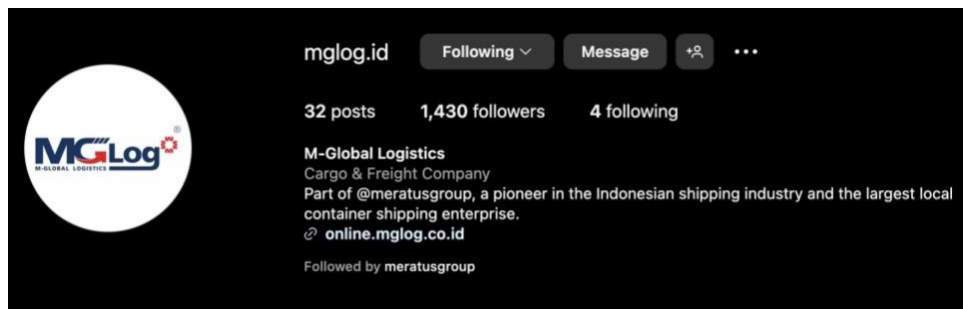 mglog.id Following Message
32 posts 1,430 followers 4 following
MGLog®
M-GLOBAL LOGISTICS
M-Global Logistics
Cargo & Freight Company
Part of @meratusgroup, a pioneer in the Indonesian shipping industry and the largest local
container shipping enterprise.
online.mglog.co.id
Followed by meratusgroup